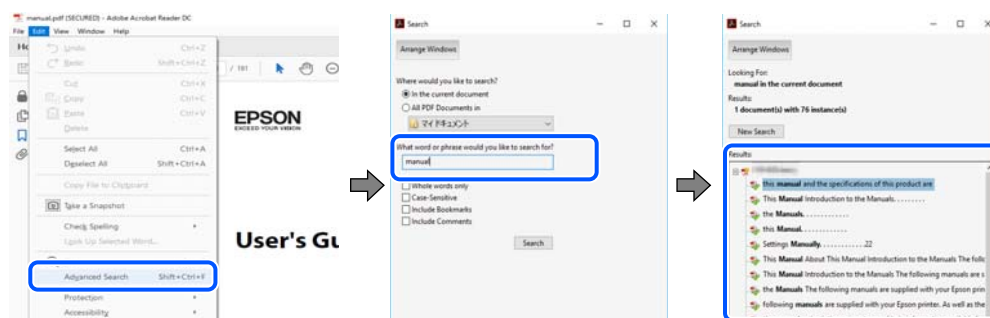 manual.pdf (SECURED) - Adobe Acrobat Reader DC
File Edit View Window Help
Undo Ctrl+Z
Redo Shift+Ctrl+Z
Cut Ctrl+X
Copy Ctrl+C
Paste Ctrl+V
Delete
Select All Ctrl+A
Deselect All Shift+Ctrl+A
Copy File to Clipboard
Take a Snapshot
Check Spelling
Look Up Selected Word...
Advanced Search Shift+Ctrl+F
Protection
Accessibility
/ 181
EPSON
EXCEED YOUR VISION
User's Gu
Search
Arrange Windows
Where would you like to search?
In the current document
All PDF Documents in
マイドキュメント
What word or phrase would you like to search for?
manual
Whole words only
Case-Sensitive
Include Bookmarks
Include Comments
Search
Search
Arrange Windows
Looking For:
manual in the current document
Results:
1 document(s) with 76 instance(s)
New Search
Results:
this manual and the specifications of this product are
This Manual Introduction to the Manuals. . . . . . . .
the Manuals. . . . . . . . . . . .
this Manual. . . . . . . . . . . .
Settings Manually. . . . . . . . . . . .22
This Manual About This Manual Introduction to the Manuals The follo
This Manual Introduction to the Manuals The following manuals are s
the Manuals The following manuals are supplied with your Epson prin
following manuals are supplied with your Epson printer. As well as the